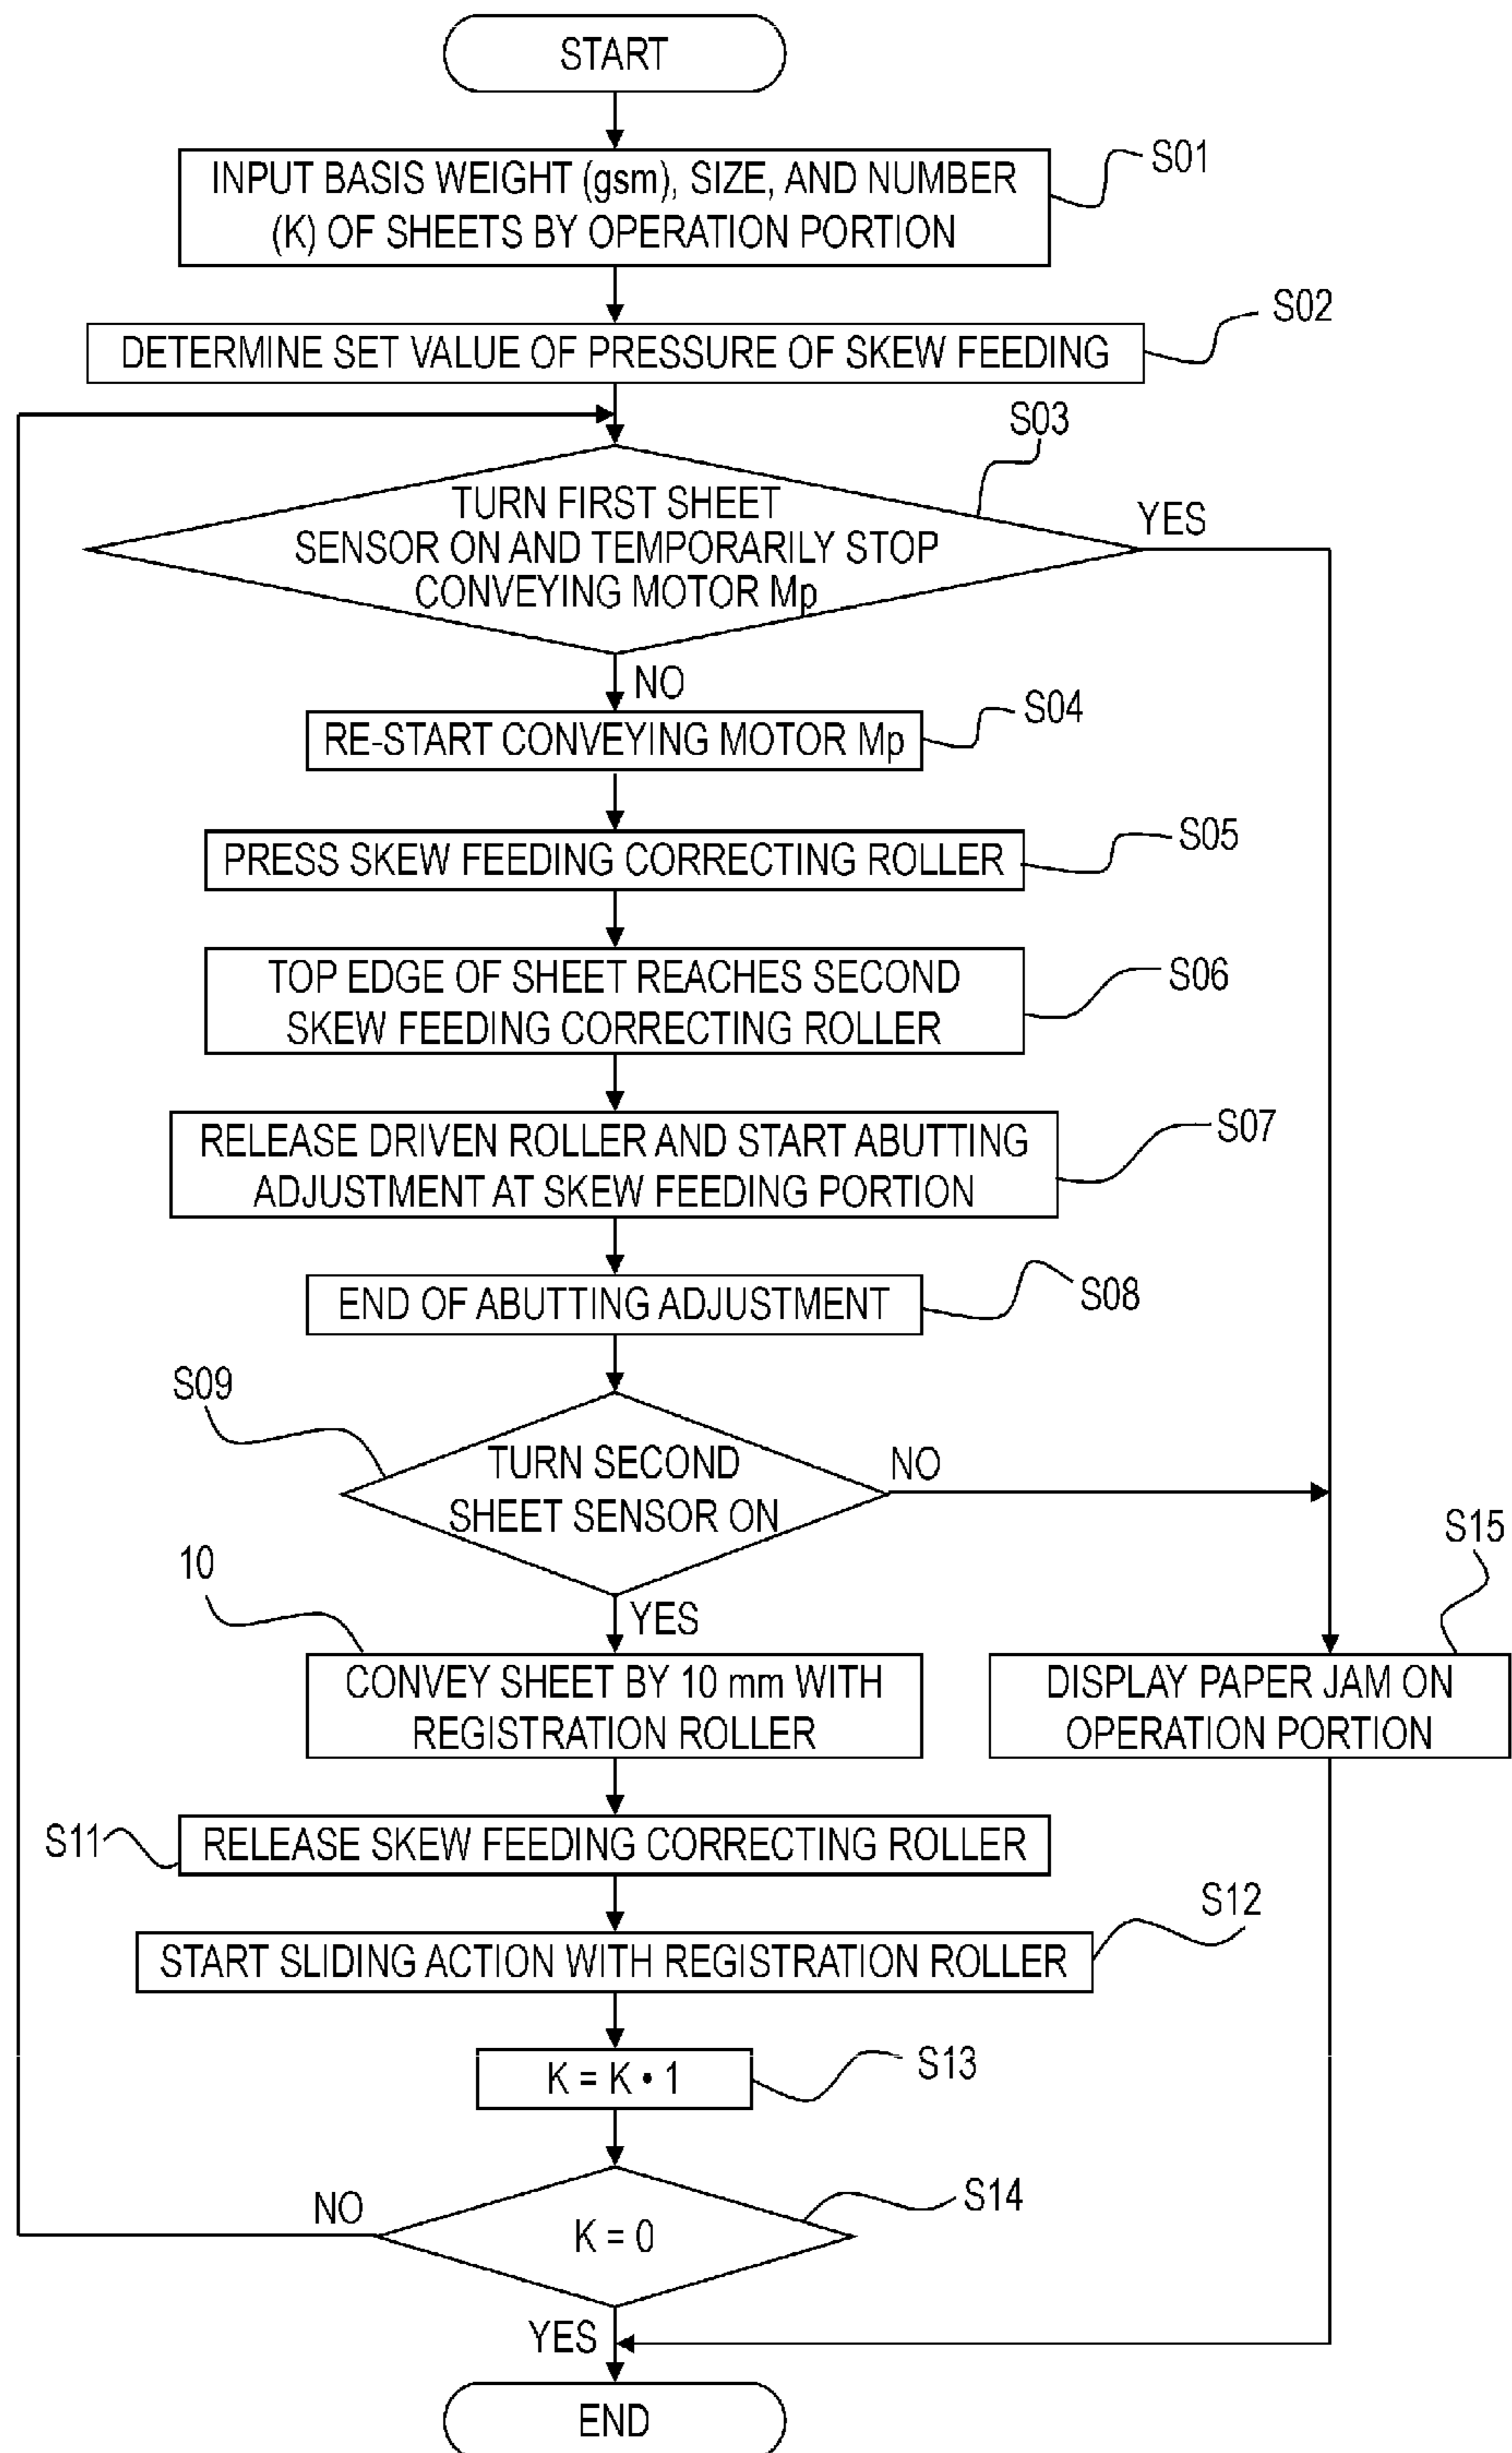 START
INPUT BASIS WEIGHT (gsm), SIZE, AND NUMBER
(K) OF SHEETS BY OPERATION PORTION
S01
DETERMINE SET VALUE OF PRESSURE OF SKEW FEEDING
S02
S03
TURN FIRST SHEET
SENSOR ON AND TEMPORARILY STOP
CONVEYING MOTOR Mp
YES
NO
RE-START CONVEYING MOTOR Mp
S04
PRESS SKEW FEEDING CORRECTING ROLLER
S05
TOP EDGE OF SHEET REACHES SECOND
SKEW FEEDING CORRECTING ROLLER
S06
RELEASE DRIVEN ROLLER AND START ABUTTING
ADJUSTMENT AT SKEW FEEDING PORTION
S07
END OF ABUTTING ADJUSTMENT
S08
S09
TURN SECOND
SHEET SENSOR ON
NO
YES
10
CONVEY SHEET BY 10 mm WITH
REGISTRATION ROLLER
S15
DISPLAY PAPER JAM ON
OPERATION PORTION
S11
RELEASE SKEW FEEDING CORRECTING ROLLER
S12
START SLIDING ACTION WITH REGISTRATION ROLLER
K = K • 1
S13
NO
K = 0
S14
YES
END